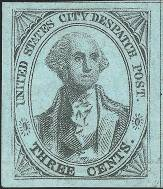 UNITED STATES CITY DESPATCH POST.
THREE CENTS.